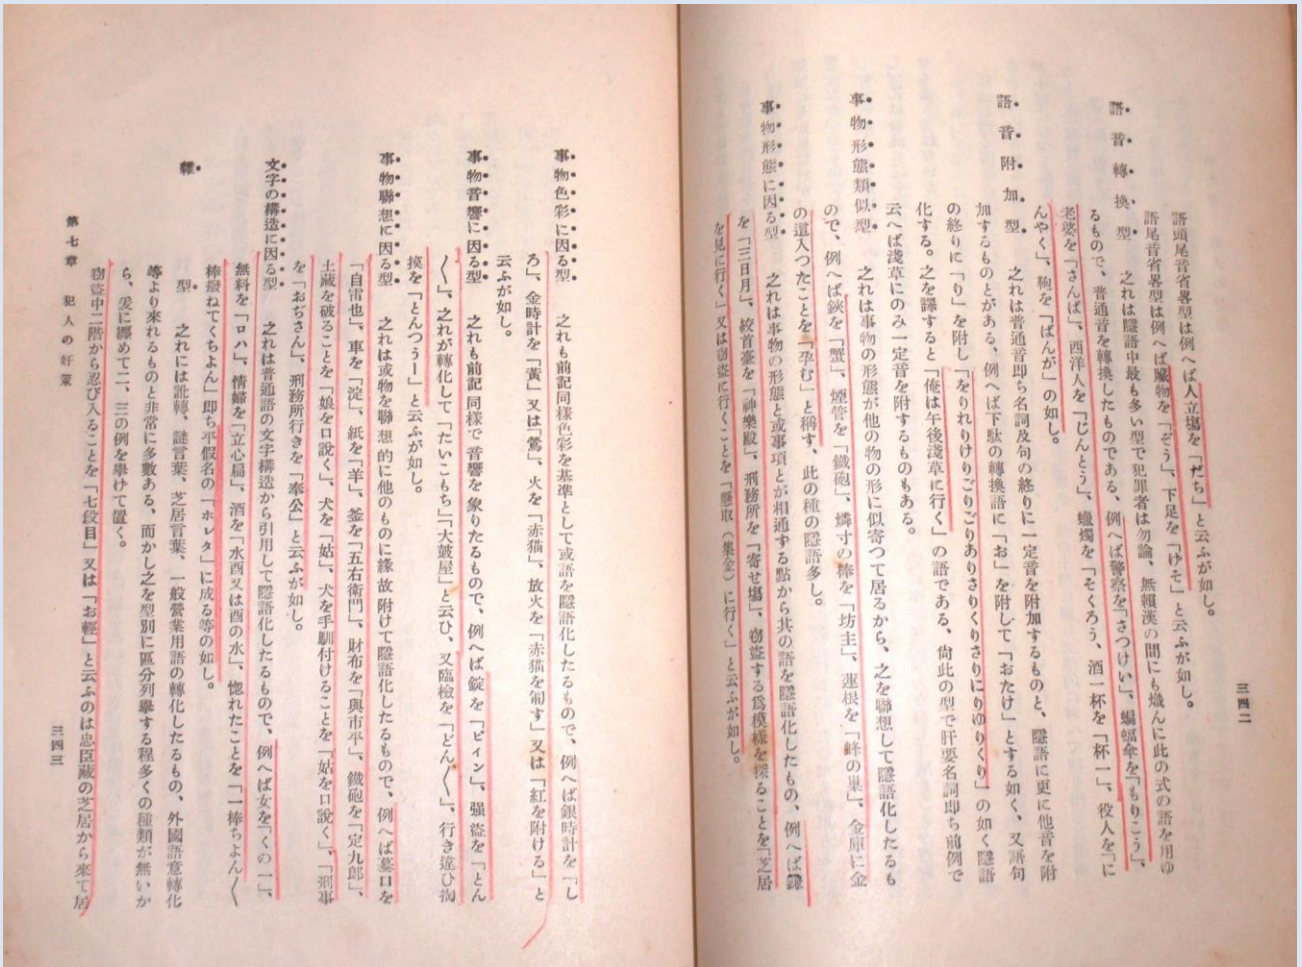 語頭尾音省畧型は例へば人立場を「だち」と云ふが如し。
語尾音省畧型は例へば贓物を「ぞう」、下足を「けそ」と云ふが如し。
語音轉換型　之れは隱語中最も多い型で犯罪者は勿論、無頼漢の間にも熾んに此の式の語を用ゆ
るもので、普通音を轉換したものである、例へば警察を「さつけい」、蝙蝠傘を「もりこう」、
老婆を「さんば」、西洋人を「じんとう」、蠟燭を「そくろう、酒一杯を「杯一」、役人を「に
んやく」、鞄を「ばんが」の如し。
語音附加型　之れは普通音即ち名詞及句の終りに一定音を附加するものと、隱語に更に他音を附
加するものとがある、例へば下駄の轉換語に「お」を附して「おたけ」とする如く、又語句
の終りに「り」を附し「をりれりけりごりごりありさりくりさりにりゆりくり」の如く隱語
化する。之を譯すると「俺は午後淺草に行く」の語である、尙此の型で肝要名詞即ち前例で
云へば淺草にのみ一定音を附するものもある。
事物形態類似型　之れは事物の形態が他の物の形に似寄つて居るから、之を聯想して隱語化したるも
ので、例へば鋏を「蟹」、煙管を「鐵砲」、燐寸の棒を「坊主」、蓮根を「蜂の巢」、金庫に金
の這入つたことを「孕む」と稱す、此の種の隱語多し。
事物形態に因る型　之れは事物の形態と或事項とが相通ずる點から其の語を隱語化したもの、例へば鎌
を「三日月」、絞首臺を「神樂殿」、刑務所を「寄せ場」、窃盜する爲模樣を探ることを「芝居
を見に行く」又は窃盜に行くことを「懸取（集金）に行く」と云ふが如し。
三四二
事物色彩に因る型　之れも前記同樣色彩を基準として或語を隱語化したるもので、例へば銀時計を「し
ろ」、金時計を「黃」又は「鶯」、火を「赤猫」、放火を「赤猫を匍す」又は「紅を附ける」と
云ふが如し。
事物音響に因る型　之れも前記同樣で音響を象りたるもので、例へば錠を「ピィン」、强盜を「とん
〱」、之れが轉化して「たいこもち」「大鼓屋」と云ひ、又臨檢を「どん〱」、行き違ひ掏
摸を「とんつうー」と云ふが如し。
事物聯想に因る型　之れは或物を聯想的に他のものに緣故附けて隱語化したるもので、例へば蟇口を
「自雷也」、車を「淀」、紙を「羊」、釜を「五右衞門」、財布を「與市平」、鐵砲を「定九郎」、
土藏を破ることを「娘を口說く」、犬を「姑」、犬を手馴付けることを「姑を口說く」、「刑事
を「おぢさん」、刑務所行きを「奉公」と云ふが如し。
文字の構造に因る型　之れは普通語の文字構造から引用して隱語化したるもので、例へば女を「くの一」、
無料を「ロハ」、情婦を「立心扁」、酒を「水酉又は酉の水」、惚れたことを「一棒ちよん〱
棒撥ねてくちよん」即ち平假名の「ホレタ」に成る等の如し。
雜型　之れには訛轉、謎言葉、芝居言葉、一般營業用語の轉化したるもの、外國語意轉化
等より來れるものと非常に多數ある、而かし之を型別に區分列擧する程多くの種類が無いか
ら、爰に纒めて二、三の例を擧けて置く。
窃盜中二階から忍び入ることを「七段目」又は「お輕」と云ふのは忠臣藏の芝居から來て居
第七章　犯人の奸策
三四三